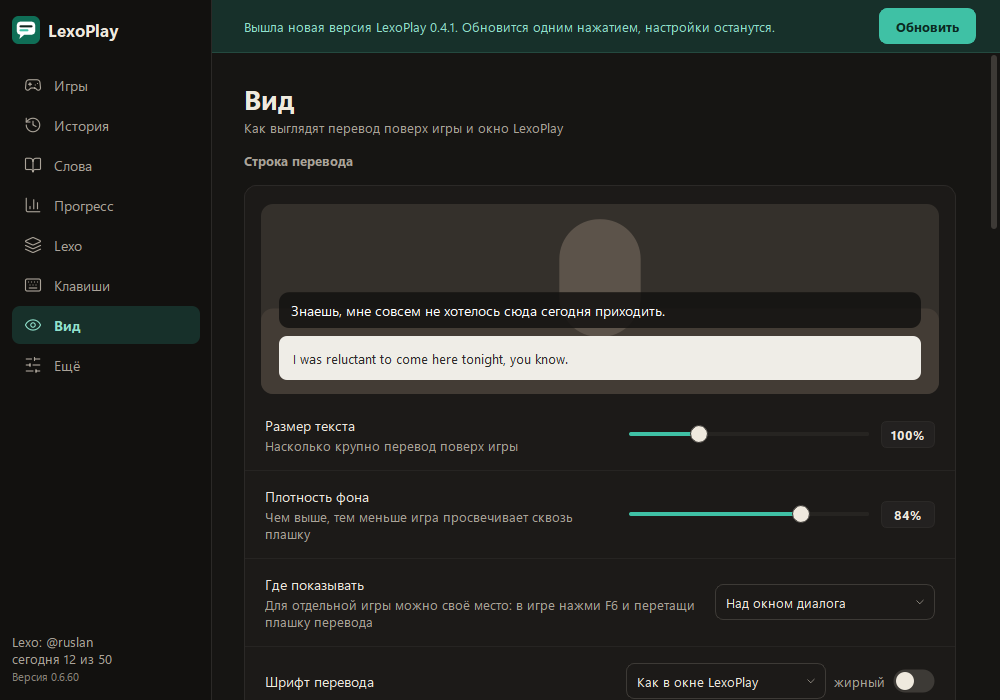 LexoPlay
Вышла новая версия LexoPlay 0.4.1. Обновится одним нажатием, настройки останутся.
Обновить
Игры
История
Слова
Прогресс
Lexo
Клавиши
Вид
Ещё
Вид
Как выглядят перевод поверх игры и окно LexoPlay
Строка перевода
Знаешь, мне совсем не хотелось сюда сегодня приходить.
I was reluctant to come here tonight, you know.
Размер текста
Насколько крупно перевод поверх игры
100%
Плотность фона
Чем выше, тем меньше игра просвечивает сквозь
плашку
84%
Где показывать
Для отдельной игры можно своё место: в игре нажми F6 и перетащи
плашку перевода
Над окном диалога
Шрифт перевода
Как в окне LexoPlay
жирный
Lexo: @ruslan
сегодня 12 из 50
Версия 0.6.60